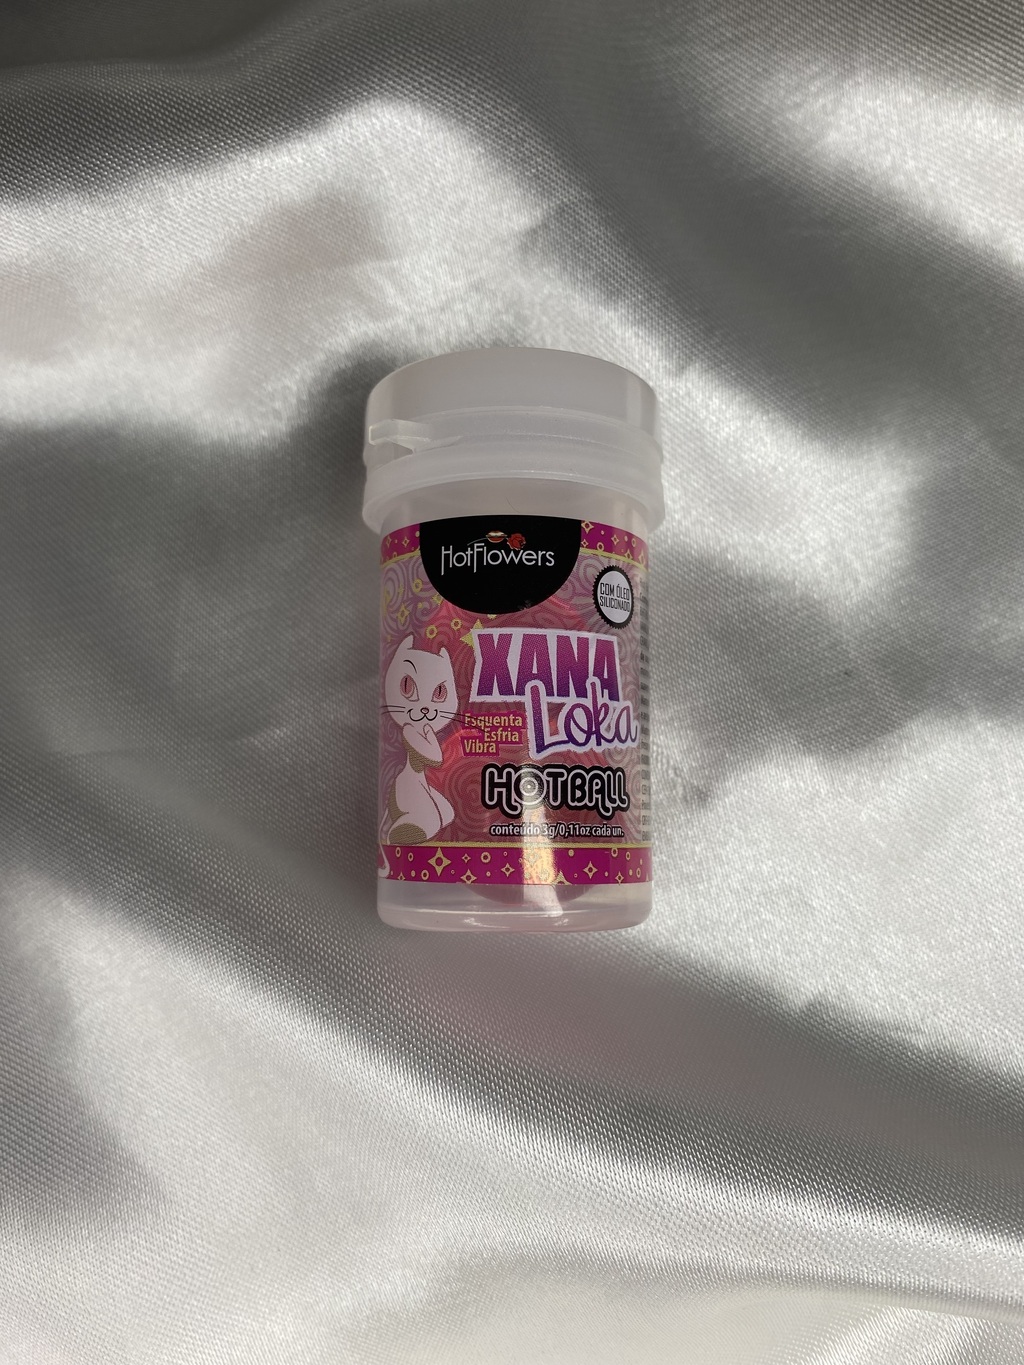 HotFlowers
COM ÓLEO
SILICONADO
XANA
Loka
Esquenta
Esfria
Vibra
HOTBALL
conteúdo 3g/0,11oz cada un.